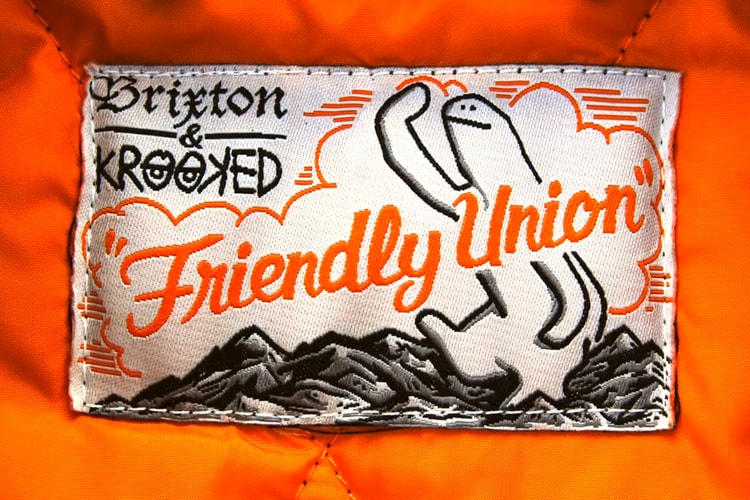 Brixton
&
KROOKED
"Friendly Union"